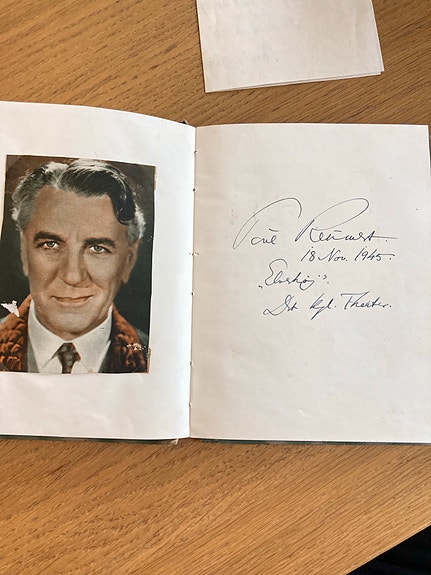 Poul Reumert.
18 Nov. 1945.
„Elverhøj".
Det kgl. Theater.